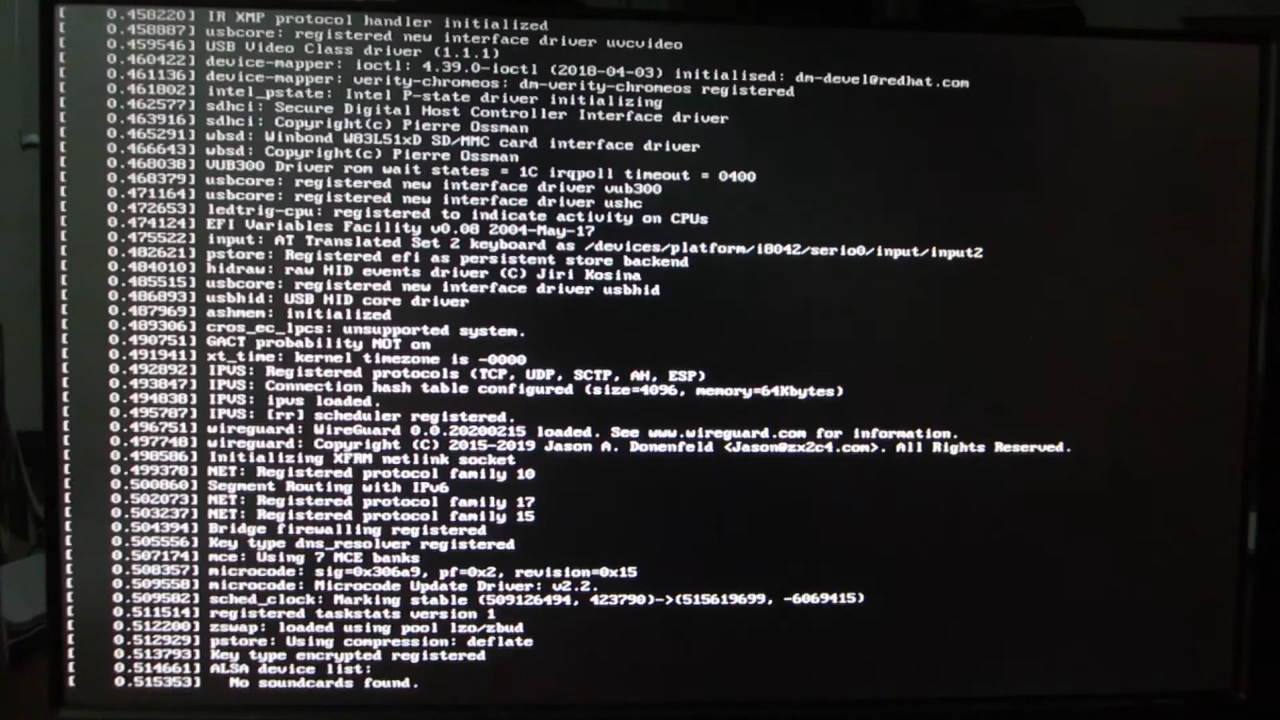 [    0.458220] IR XMP protocol handler initialized
[    0.458887] usbcore: registered new interface driver uvcvideo
[    0.459546] USB Video Class driver (1.1.1)
[    0.460422] device-mapper: ioctl: 4.39.0-ioctl (2018-04-03) initialised: dm-devel@redhat.com
[    0.461136] device-mapper: verity-chromeos: dm-verity-chromeos registered
[    0.461802] intel_pstate: Intel P-state driver initializing
[    0.462577] sdhci: Secure Digital Host Controller Interface driver
[    0.463916] sdhci: Copyright(c) Pierre Ossman
[    0.465291] wbsd: Winbond W83L51xD SD/MMC card interface driver
[    0.466643] wbsd: Copyright(c) Pierre Ossman
[    0.468038] VUB300 Driver rom wait states = 1C irqpoll timeout = 0400
[    0.468379] usbcore: registered new interface driver vub300
[    0.471164] usbcore: registered new interface driver ushc
[    0.472653] ledtrig-cpu: registered to indicate activity on CPUs
[    0.474124] EFI Variables Facility v0.08 2004-May-17
[    0.475522] input: AT Translated Set 2 keyboard as /devices/platform/i8042/serio0/input/input2
[    0.482621] pstore: Registered efi as persistent store backend
[    0.484010] hidraw: raw HID events driver (C) Jiri Kosina
[    0.485515] usbcore: registered new interface driver usbhid
[    0.486893] usbhid: USB HID core driver
[    0.487969] ashmem: initialized
[    0.489306] cros_ec_lpcs: unsupported system.
[    0.490751] GACT probability NOT on
[    0.491941] xt_time: kernel timezone is -0000
[    0.492892] IPVS: Registered protocols (TCP, UDP, SCTP, AH, ESP)
[    0.493847] IPVS: Connection hash table configured (size=4096, memory=64Kbytes)
[    0.494838] IPVS: ipvs loaded.
[    0.495787] IPVS: [rr] scheduler registered.
[    0.496751] wireguard: WireGuard 0.0.20200215 loaded. See www.wireguard.com for information.
[    0.497748] wireguard: Copyright (C) 2015-2019 Jason A. Donenfeld <Jason@zx2c4.com>. All Rights Reserved.
[    0.498586] Initializing XFRM netlink socket
[    0.499378] NET: Registered protocol family 10
[    0.500860] Segment Routing with IPv6
[    0.502073] NET: Registered protocol family 17
[    0.503237] NET: Registered protocol family 15
[    0.504394] Bridge firewalling registered
[    0.505556] Key type dns_resolver registered
[    0.507174] mce: Using 7 MCE banks
[    0.508357] microcode: sig=0x306a9, pf=0x2, revision=0x15
[    0.509558] microcode: Microcode Update Driver: v2.2.
[    0.509582] sched_clock: Marking stable (509126494, 423790)->(515619699, -6069415)
[    0.511514] registered taskstats version 1
[    0.512200] zswap: loaded using pool lzo/zbud
[    0.512929] pstore: Using compression: deflate
[    0.513793] Key type encrypted registered
[    0.514661] ALSA device list:
[    0.515353]   No soundcards found.